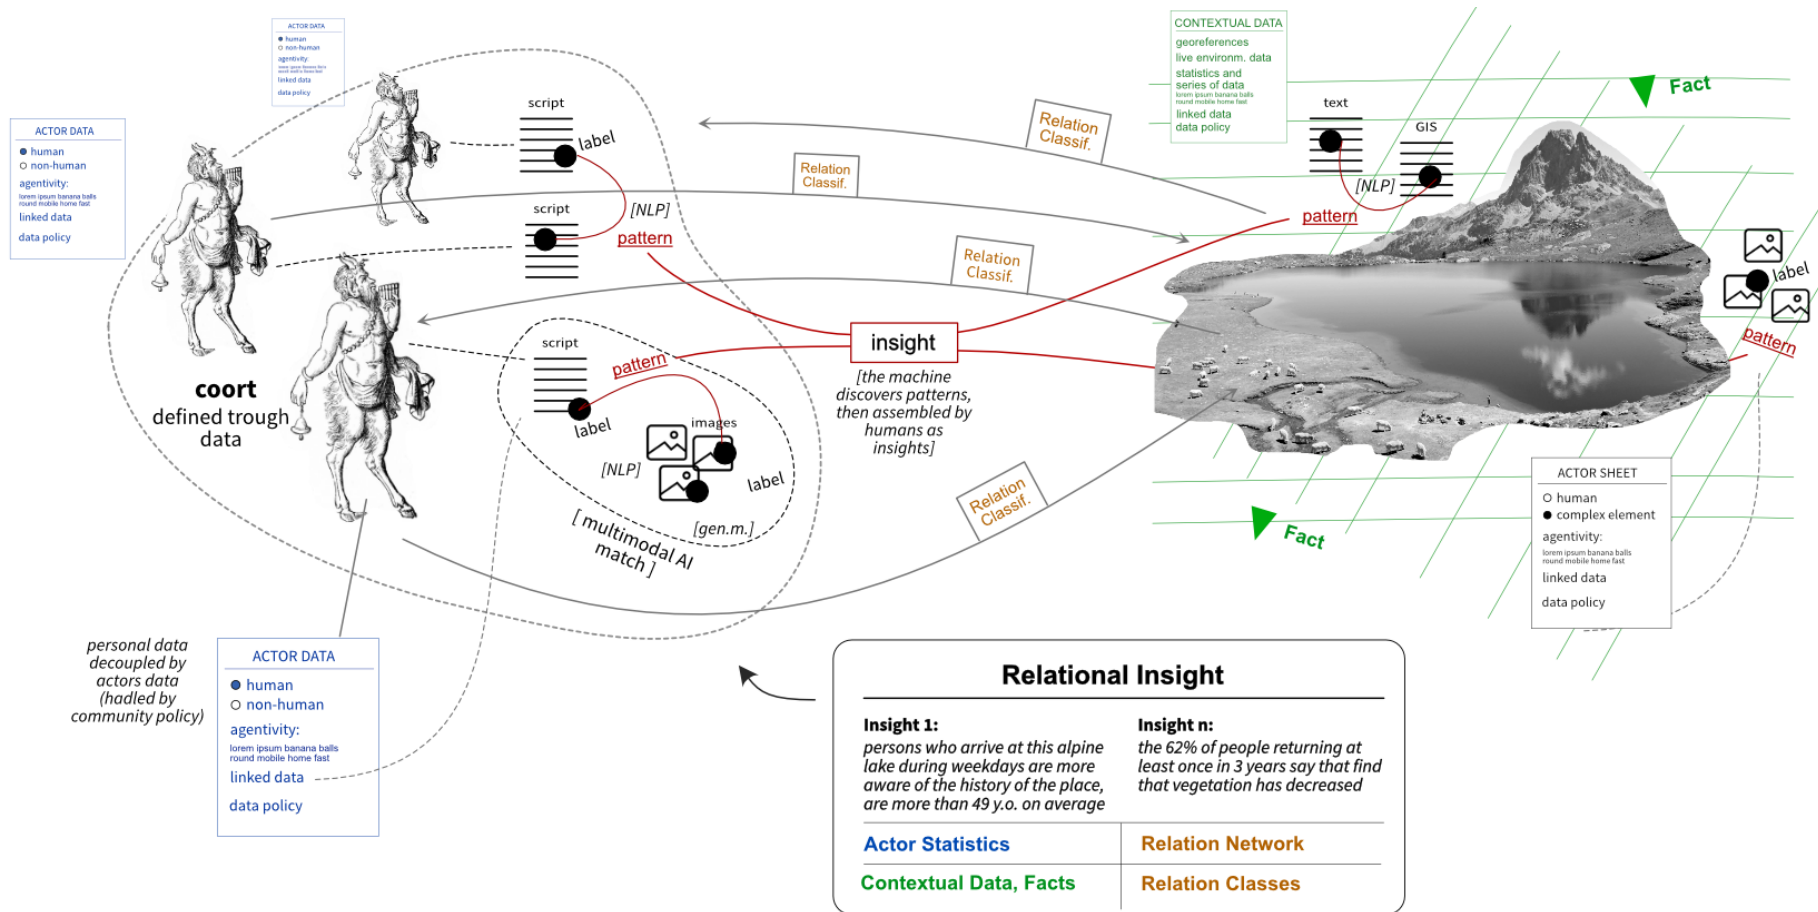 ACTOR DATA
human
non-human
agentivity:
linked data
data policy
ACTOR DATA
human
non-human
agentivity:
lorem ipsum banana balls
round mobile home fast
linked data
data policy
script
label
script
[NLP]
pattern
Relation
Classif.
Relation
Classif.
Relation
Classif.
CONTEXTUAL DATA
georeferences
live environm. data
statistics and
series of data
lorem ipsum banana balls
round mobile home fast
linked data
data policy
Fact
text
GIS
[NLP]
pattern
label
pattern
coort
defined trough
data
script
pattern
label
images
[NLP]
label
[gen.m.]
[ multimodal AI
match ]
insight
[the machine
discovers patterns,
then assembled by
humans as
insights]
Relation
Classif.
Fact
ACTOR SHEET
human
complex element
agentivity:
lorem ipsum banana balls
round mobile home fast
linked data
data policy
personal data
decoupled by
actors data
(hadled by
community policy)
ACTOR DATA
human
non-human
agentivity:
lorem ipsum banana balls
round mobile home fast
linked data
data policy
Relational Insight
Insight 1:
persons who arrive at this alpine
lake during weekdays are more
aware of the history of the place,
are more than 49 y.o. on average
Insight n:
the 62% of people returning at
least once in 3 years say that find
that vegetation has decreased
Actor Statistics
Relation Network
Contextual Data, Facts
Relation Classes